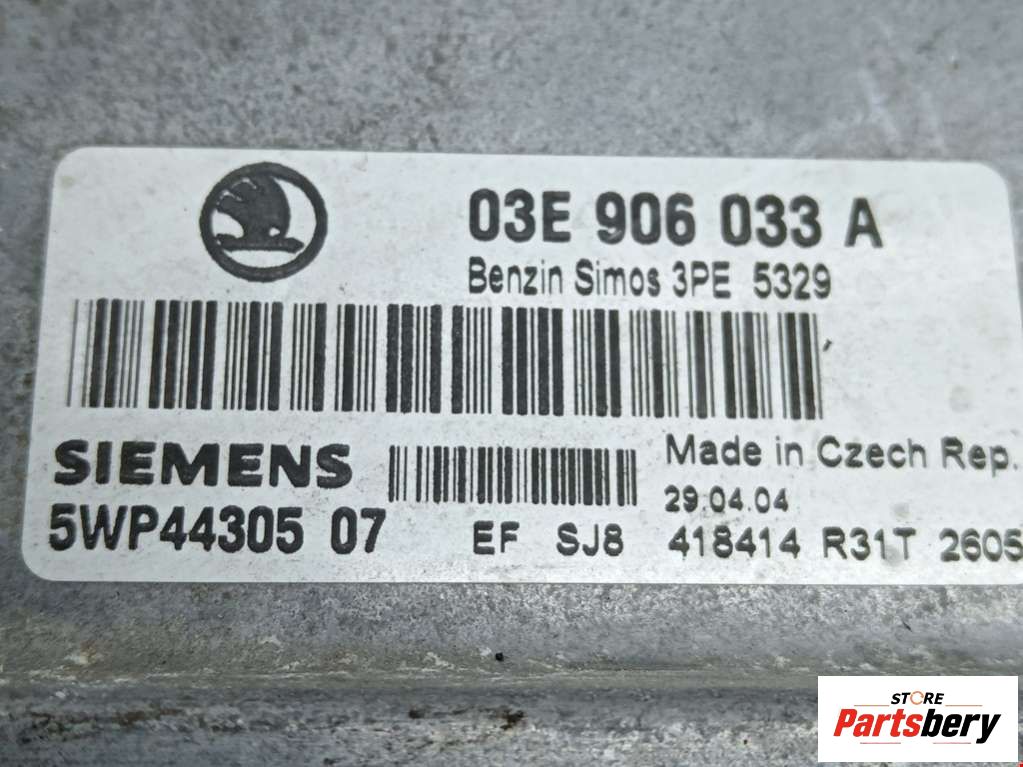 03E 906 033 A
Benzin Simos 3PE 5329
SIEMENS
Made in Czech Rep.
29.04.04
5WP44305 07
EF SJ8 418414 R31T 2605
STORE
Partsbery